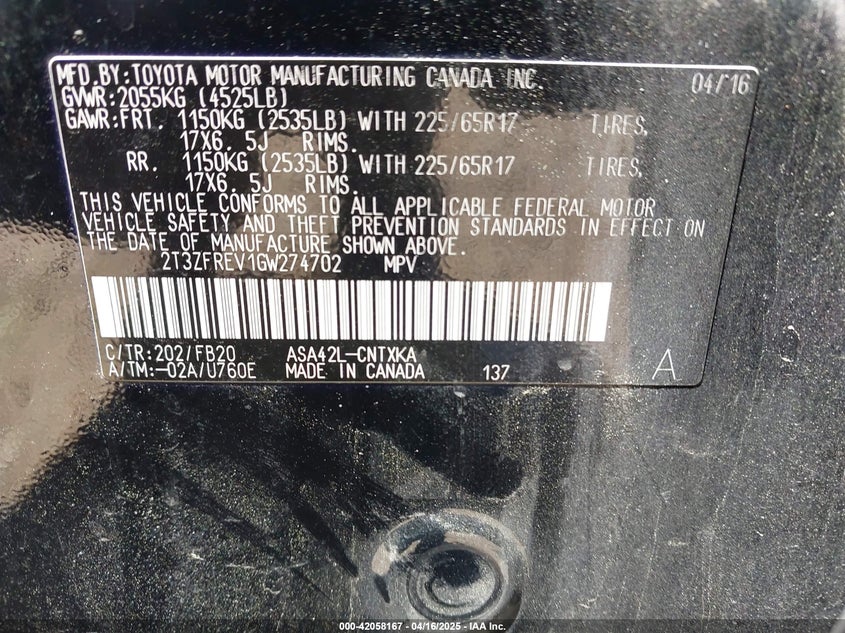 MFD.BY:TOYOTA MOTOR MANUFACTURING CANADA INC. 04/16
GVWR:2055KG (4525LB)
GAWR:FRT. 1150KG (2535LB) WITH 225/65R17 TIRES,
17X6. 5J RIMS.
RR. 1150KG (2535LB) WITH 225/65R17 TIRES,
17X6. 5J RIMS.
THIS VEHICLE CONFORMS TO ALL APPLICABLE FEDERAL MOTOR
VEHICLE SAFETY AND THEFT PREVENTION STANDARDS IN EFFECT ON
THE DATE OF MANUFACTURE SHOWN ABOVE.
2T3ZFREV1GW274702 MPV
C/TR:202/FB20 ASA42L-CNTXKA
A/TM:-02A/U760E MADE IN CANADA 137 A
000-42058167 - 04/16/2025 - IAA Inc.